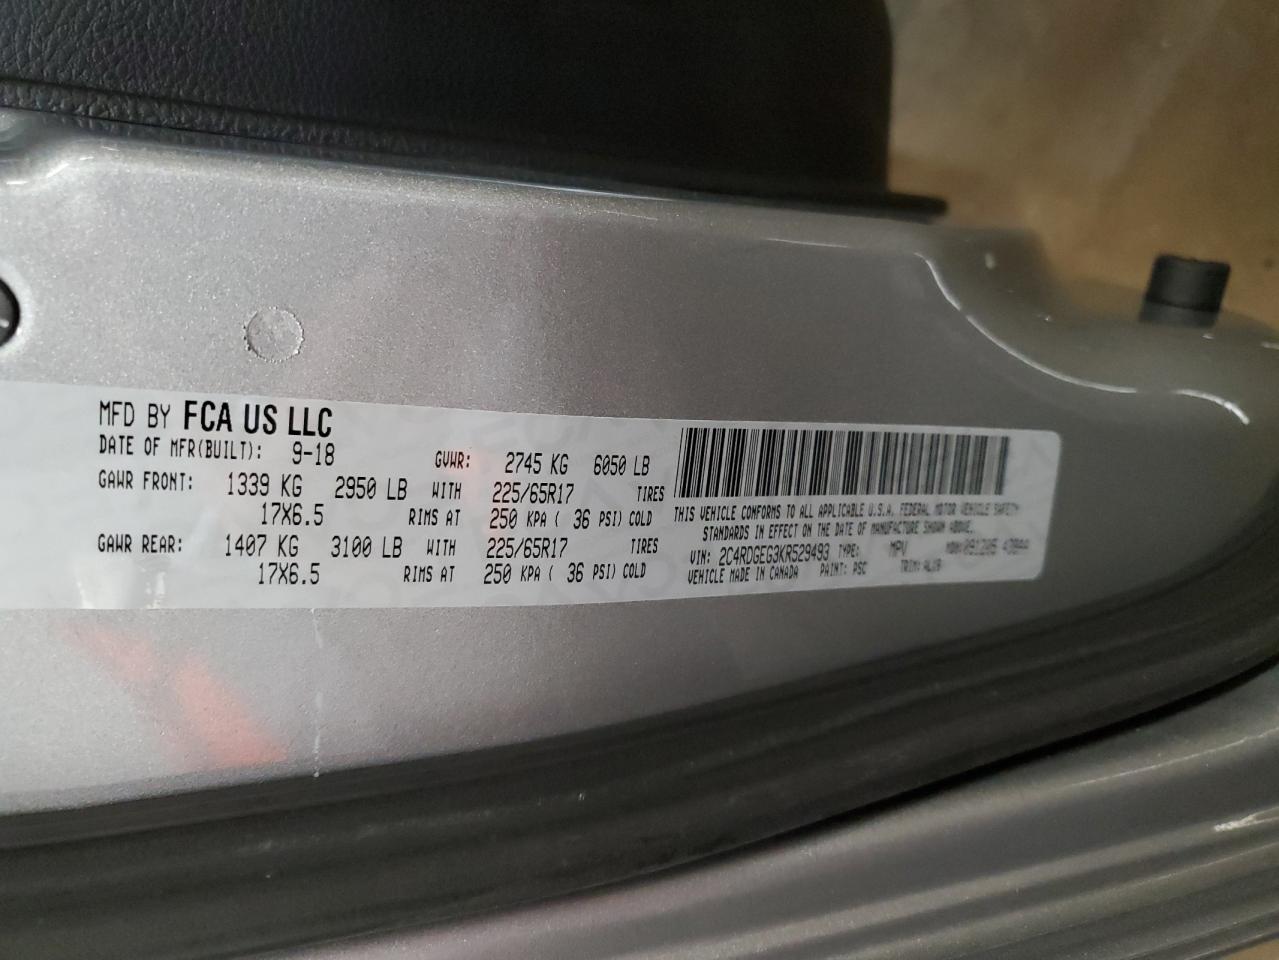 MFD BY FCA US LLC
DATE OF MFR(BUILT): 9-18 GVWR: 2745 KG 6050 LB
GAWR FRONT: 1339 KG 2950 LB WITH 225/65R17 TIRES
17X6.5 RIMS AT 250 KPA ( 36 PSI) COLD
GAWR REAR: 1407 KG 3100 LB WITH 225/65R17 TIRES
17X6.5 RIMS AT 250 KPA ( 36 PSI) COLD
THIS VEHICLE CONFORMS TO ALL APPLICABLE U.S.A. FEDERAL MOTOR VEHICLE SAFETY
STANDARDS IN EFFECT ON THE DATE OF MANUFACTURE SHOWN ABOVE.
VIN: 2C4RDGEG3KR529493 TYPE: MPV
VEHICLE MADE IN CANADA PAINT: PSC TRIM: